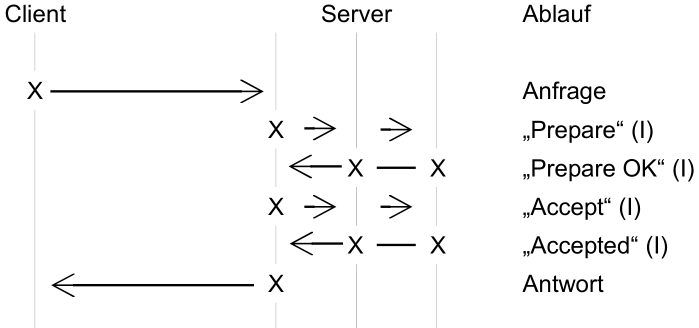 Client Server Ablauf
X Anfrage
X „Prepare“ (I)
X X „Prepare OK“ (I)
X „Accept“ (I)
X X „Accepted“ (I)
X Antwort